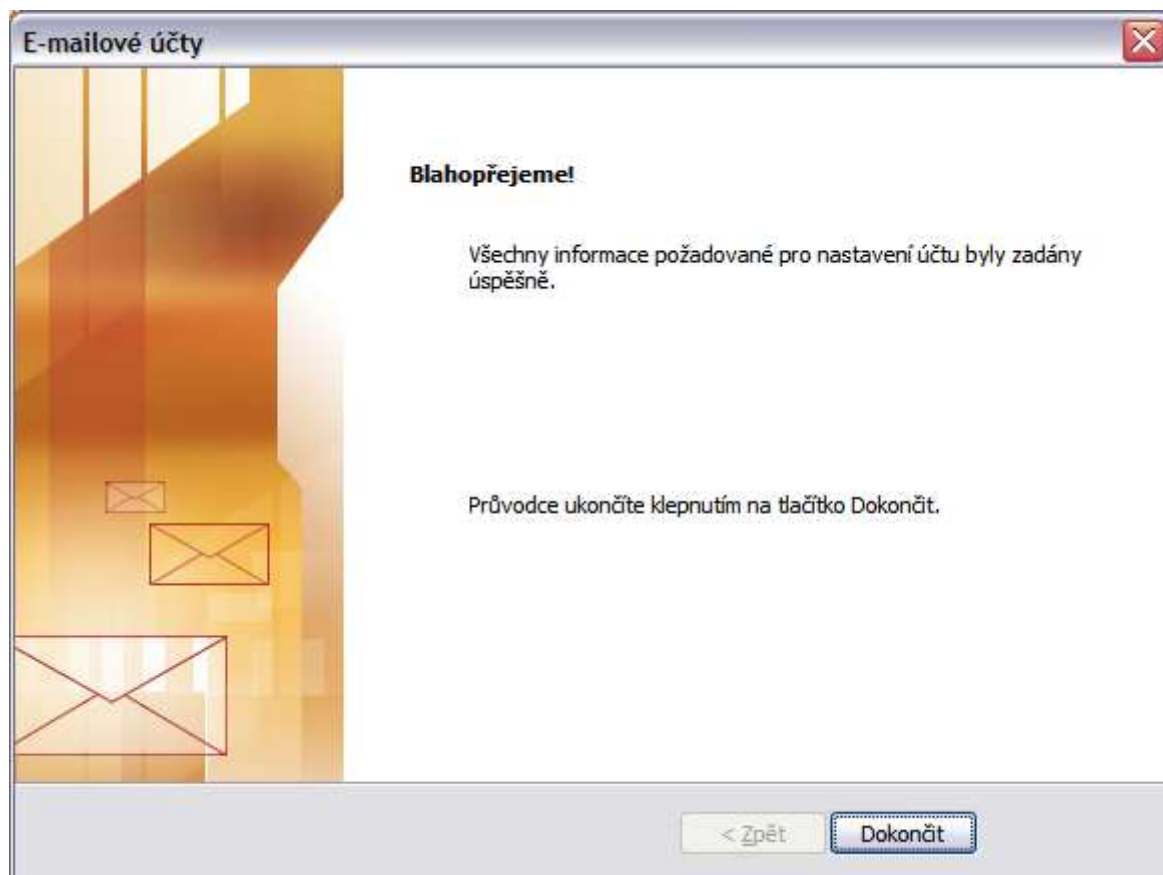 E-mailové účty
Blahopřejeme!
Všechny informace požadované pro nastavení účtu byly zadány
úspěšně.
Průvodce ukončíte klepnutím na tlačítko Dokončit.
< Zpět
Dokončit